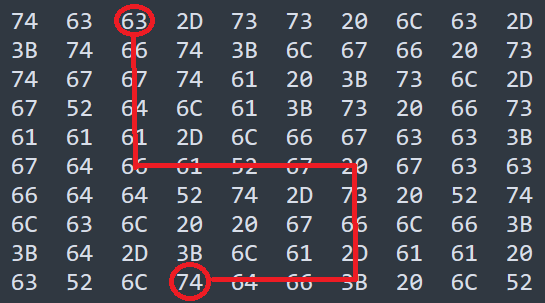 74 63 63 2D 73 73 20 6C 63 2D
3B 74 66 74 3B 6C 67 66 20 73
74 67 67 74 61 20 3B 73 6C 2D
67 52 64 6C 61 3B 73 20 66 73
61 61 61 2D 6C 66 67 63 63 3B
67 64 66 61 52 67 20 67 63 63
66 64 64 52 74 2D 73 20 52 74
6C 63 6C 20 20 67 66 6C 66 3B
3B 64 2D 3B 6C 61 2D 61 61 20
63 52 6C 74 64 66 3B 20 6C 52